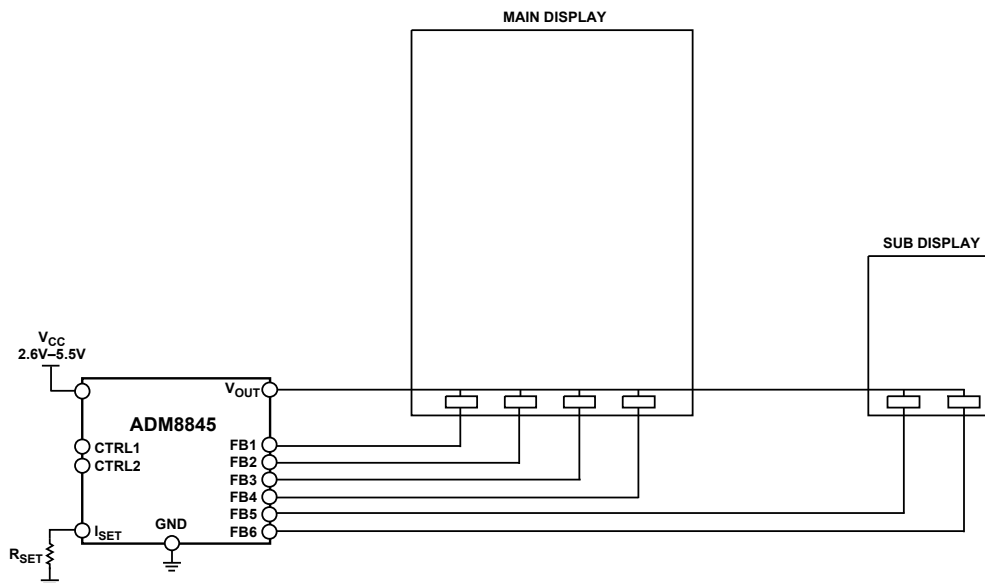 MAIN DISPLAY
SUB DISPLAY
VCC
2.6V–5.5V
VOUT
ADM8845
CTRL1
CTRL2
FB1
FB2
FB3
FB4
FB5
FB6
ISET
GND
RSET